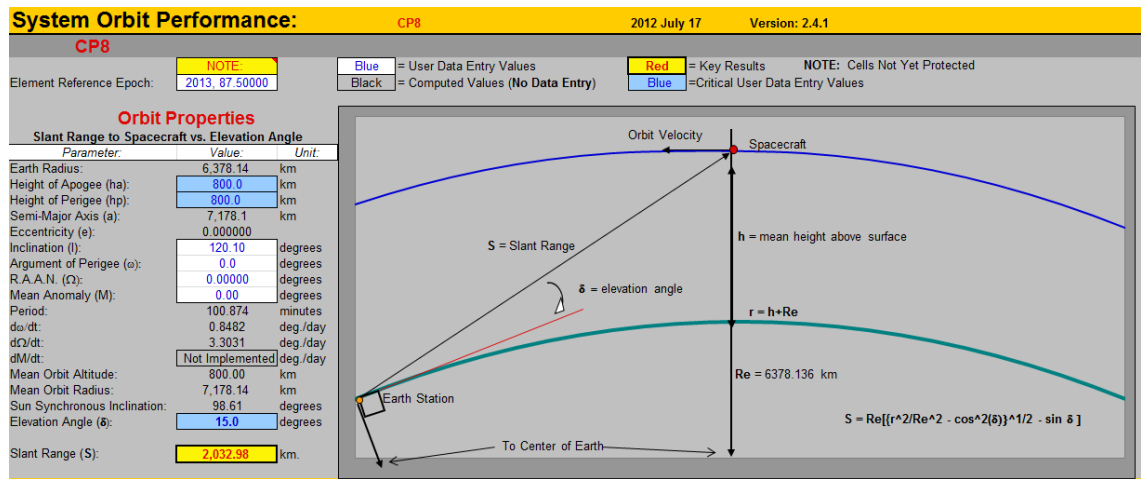 System Orbit Performance: CP8 2012 July 17 Version: 2.4.1
CP8
NOTE: Blue = User Data Entry Values Red = Key Results NOTE: Cells Not Yet Protected
Element Reference Epoch: 2013, 87.50000 Black = Computed Values (No Data Entry) Blue =Critical User Data Entry Values
Orbit Properties
Slant Range to Spacecraft vs. Elevation Angle
Parameter: Value: Unit:
Earth Radius: 6,378.14 km
Height of Apogee (ha): 800.0 km
Height of Perigee (hp): 800.0 km
Semi-Major Axis (a): 7,178.1 km
Eccentricity (e): 0.000000
Inclination (I): 120.10 degrees
Argument of Perigee (ω): 0.0 degrees
R.A.A.N. (Ω): 0.00000 degrees
Mean Anomaly (M): 0.00 degrees
Period: 100.874 minutes
dω/dt: 0.8482 deg./day
dΩ/dt: 3.3031 deg./day
dM/dt: Not Implemented deg./day
Mean Orbit Altitude: 800.00 km
Mean Orbit Radius: 7,178.14 km
Sun Synchronous Inclination: 98.61 degrees
Elevation Angle (δ): 15.0 degrees
Slant Range (S): 2,032.98 km.
Orbit Velocity
Spacecraft
S = Slant Range
h = mean height above surface
δ = elevation angle
r = h+Re
Re = 6378.136 km
Earth Station
S = Re[{r^2/Re^2 - cos^2(δ)}^1/2 - sin δ ]
To Center of Earth